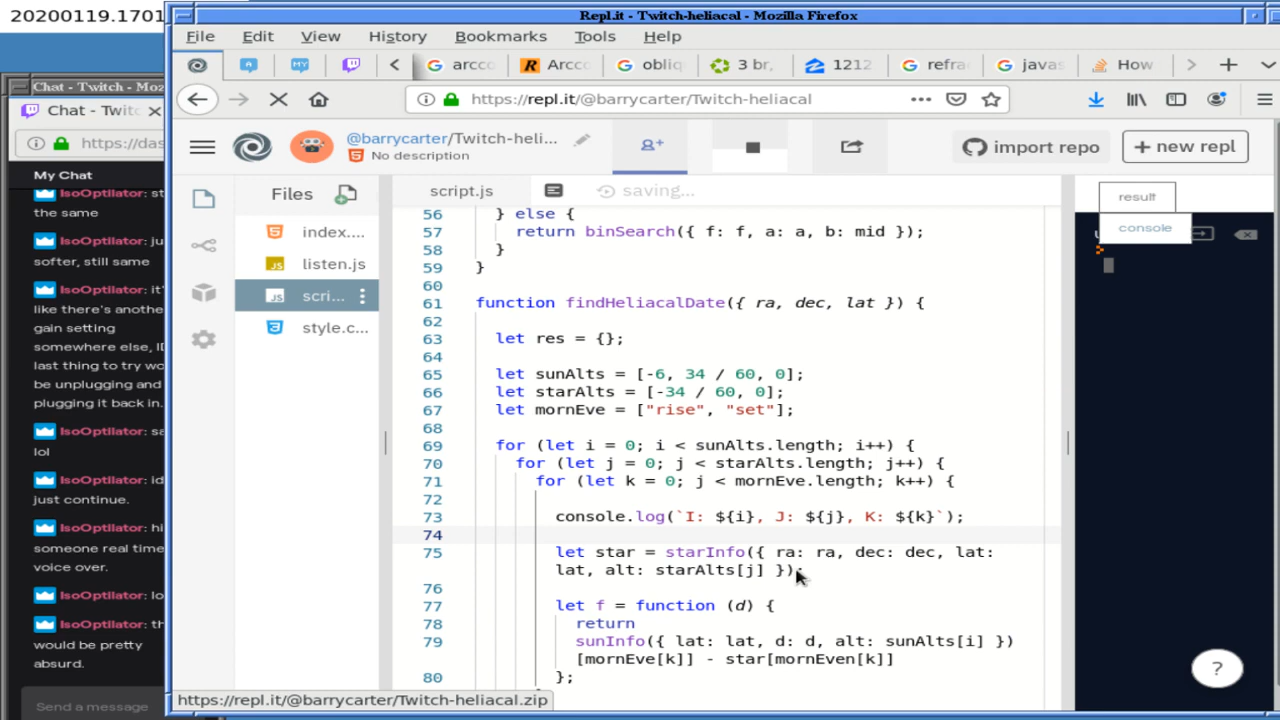 20200119.1701
Repl.it - Twitch-heliacal - Mozilla Firefox
File Edit View History Bookmarks Tools Help
Chat - Twitch - Moz
arcco Arcco obliq 3 br, 1212 refra javas How
Chat - Twitc
https://repl.it/@barrycarter/Twitch-heliacal
https://das
@barrycarter/Twitch-heli...
No description
import repo
+ new repl
My Chat
Files
script.js
saving...
result
console
IsoOptilator: st
the same
IsoOptilator: ju
softer, still same
IsoOptilator: it'
like there's anothe
gain setting
somewhere else, ID
last thing to try wo
be unplugging and
plugging it back in.
IsoOptilator: sa
lol
IsoOptilator: id
just continue.
IsoOptilator: hi
someone real time
voice over.
IsoOptilator: lo
IsoOptilator: th
would be pretty
absurd.
Send a message
index....
listen.js
scri...
style.c...
56 } else {
57 return binSearch({ f: f, a: a, b: mid });
58 }
59 }
60
61 function findHeliacalDate({ ra, dec, lat }) {
62
63 let res = {};
64
65 let sunAlts = [-6, 34 / 60, 0];
66 let starAlts = [-34 / 60, 0];
67 let mornEve = ["rise", "set"];
68
69 for (let i = 0; i < sunAlts.length; i++) {
70 for (let j = 0; j < starAlts.length; j++) {
71 for (let k = 0; j < mornEve.length; k++) {
72
73 console.log(`I: ${i}, J: ${j}, K: ${k}`);
74
75 let star = starInfo({ ra: ra, dec: dec, lat:
lat, alt: starAlts[j] });
76
77 let f = function (d) {
78 return
79 sunInfo({ lat: lat, d: d, alt: sunAlts[i] })
[mornEve[k]] - star[mornEven[k]]
80 };
?
https://repl.it/@barrycarter/Twitch-heliacal.zip